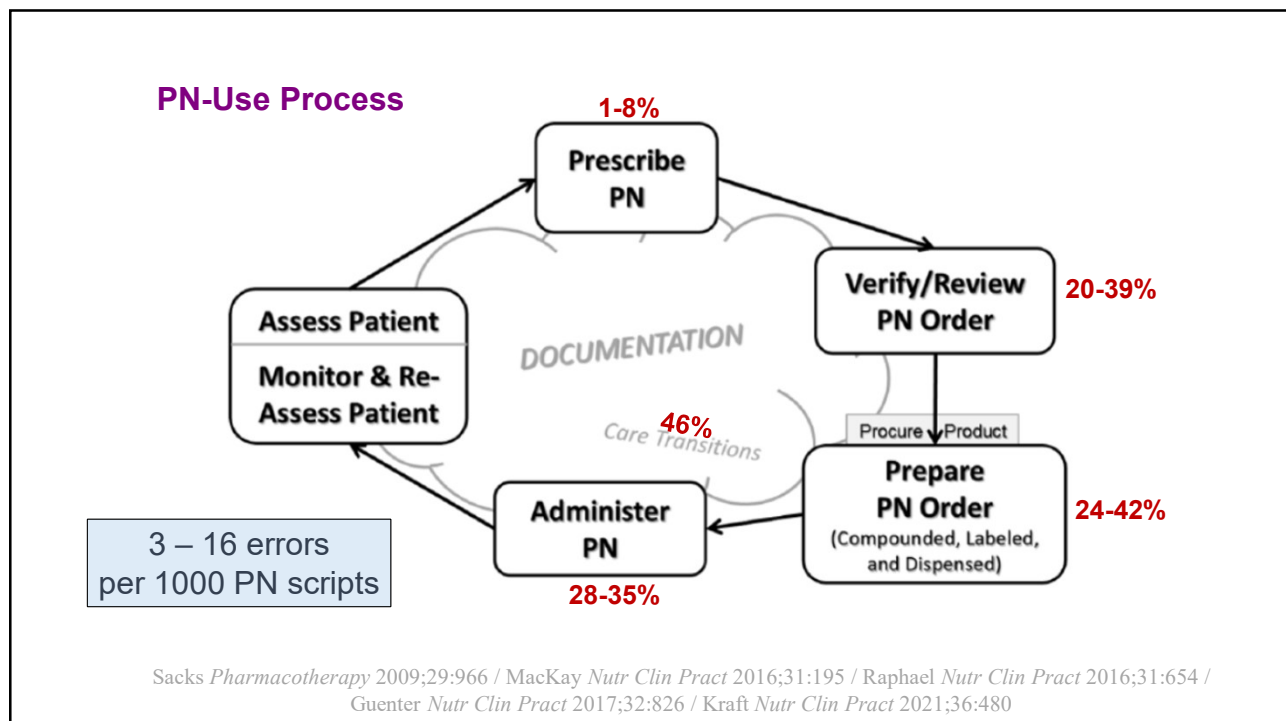 PN-Use Process
1-8%
Prescribe
PN
Verify/Review
PN Order
20-39%
Assess Patient
Monitor & Re-
Assess Patient
DOCUMENTATION
46%
Care Transitions
Procure Product
Prepare
PN Order
(Compounded, Labeled,
and Dispensed)
24-42%
Administer
PN
28-35%
3 – 16 errors
per 1000 PN scripts
Sacks Pharmacotherapy 2009;29:966 / MacKay Nutr Clin Pract 2016;31:195 / Raphael Nutr Clin Pract 2016;31:654 /
Guenter Nutr Clin Pract 2017;32:826 / Kraft Nutr Clin Pract 2021;36:480